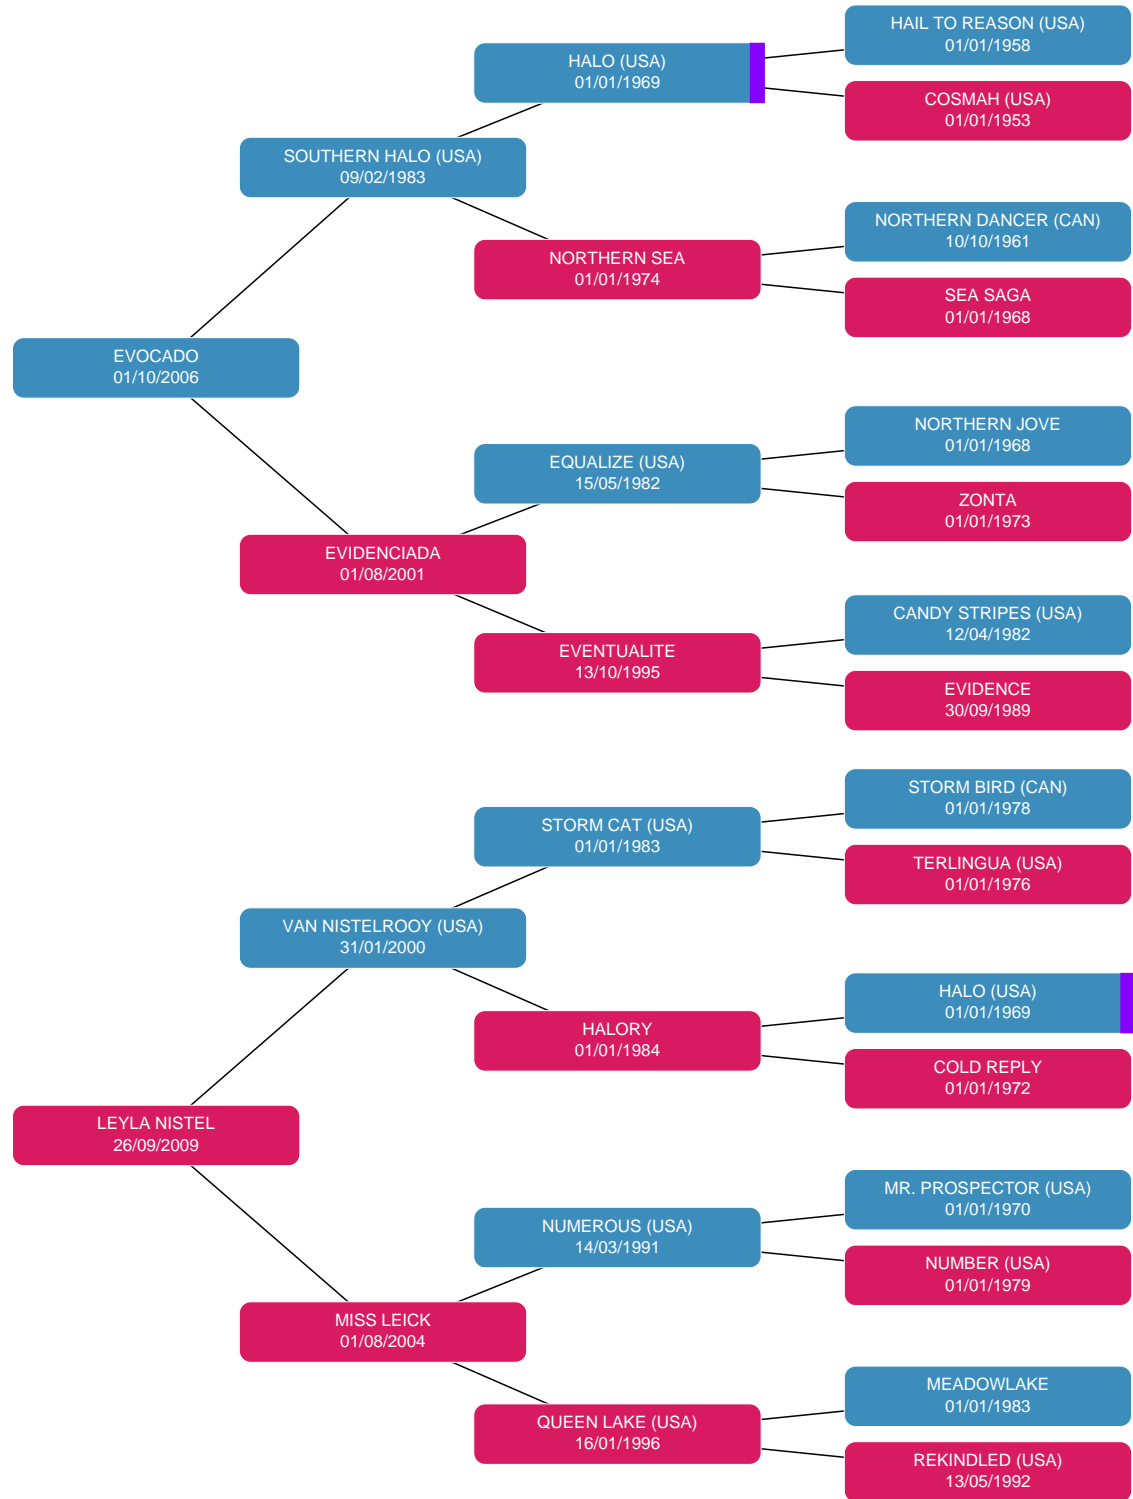 HAIL TO REASON (USA)
01/01/1958
HALO (USA)
01/01/1969
COSMAH (USA)
01/01/1953
SOUTHERN HALO (USA)
09/02/1983
NORTHERN DANCER (CAN)
10/10/1961
NORTHERN SEA
01/01/1974
SEA SAGA
01/01/1968
EVOCADO
01/10/2006
NORTHERN JOVE
01/01/1968
EQUALIZE (USA)
15/05/1982
ZONTA
01/01/1973
EVIDENCIADA
01/08/2001
CANDY STRIPES (USA)
12/04/1982
EVENTUALITE
13/10/1995
EVIDENCE
30/09/1989
STORM BIRD (CAN)
01/01/1978
STORM CAT (USA)
01/01/1983
TERLINGUA (USA)
01/01/1976
VAN NISTELROOY (USA)
31/01/2000
HALO (USA)
01/01/1969
HALORY
01/01/1984
COLD REPLY
01/01/1972
LEYLA NISTEL
26/09/2009
MR. PROSPECTOR (USA)
01/01/1970
NUMEROUS (USA)
14/03/1991
NUMBER (USA)
01/01/1979
MISS LEICK
01/08/2004
MEADOWLAKE
01/01/1983
QUEEN LAKE (USA)
16/01/1996
REKINDLED (USA)
13/05/1992